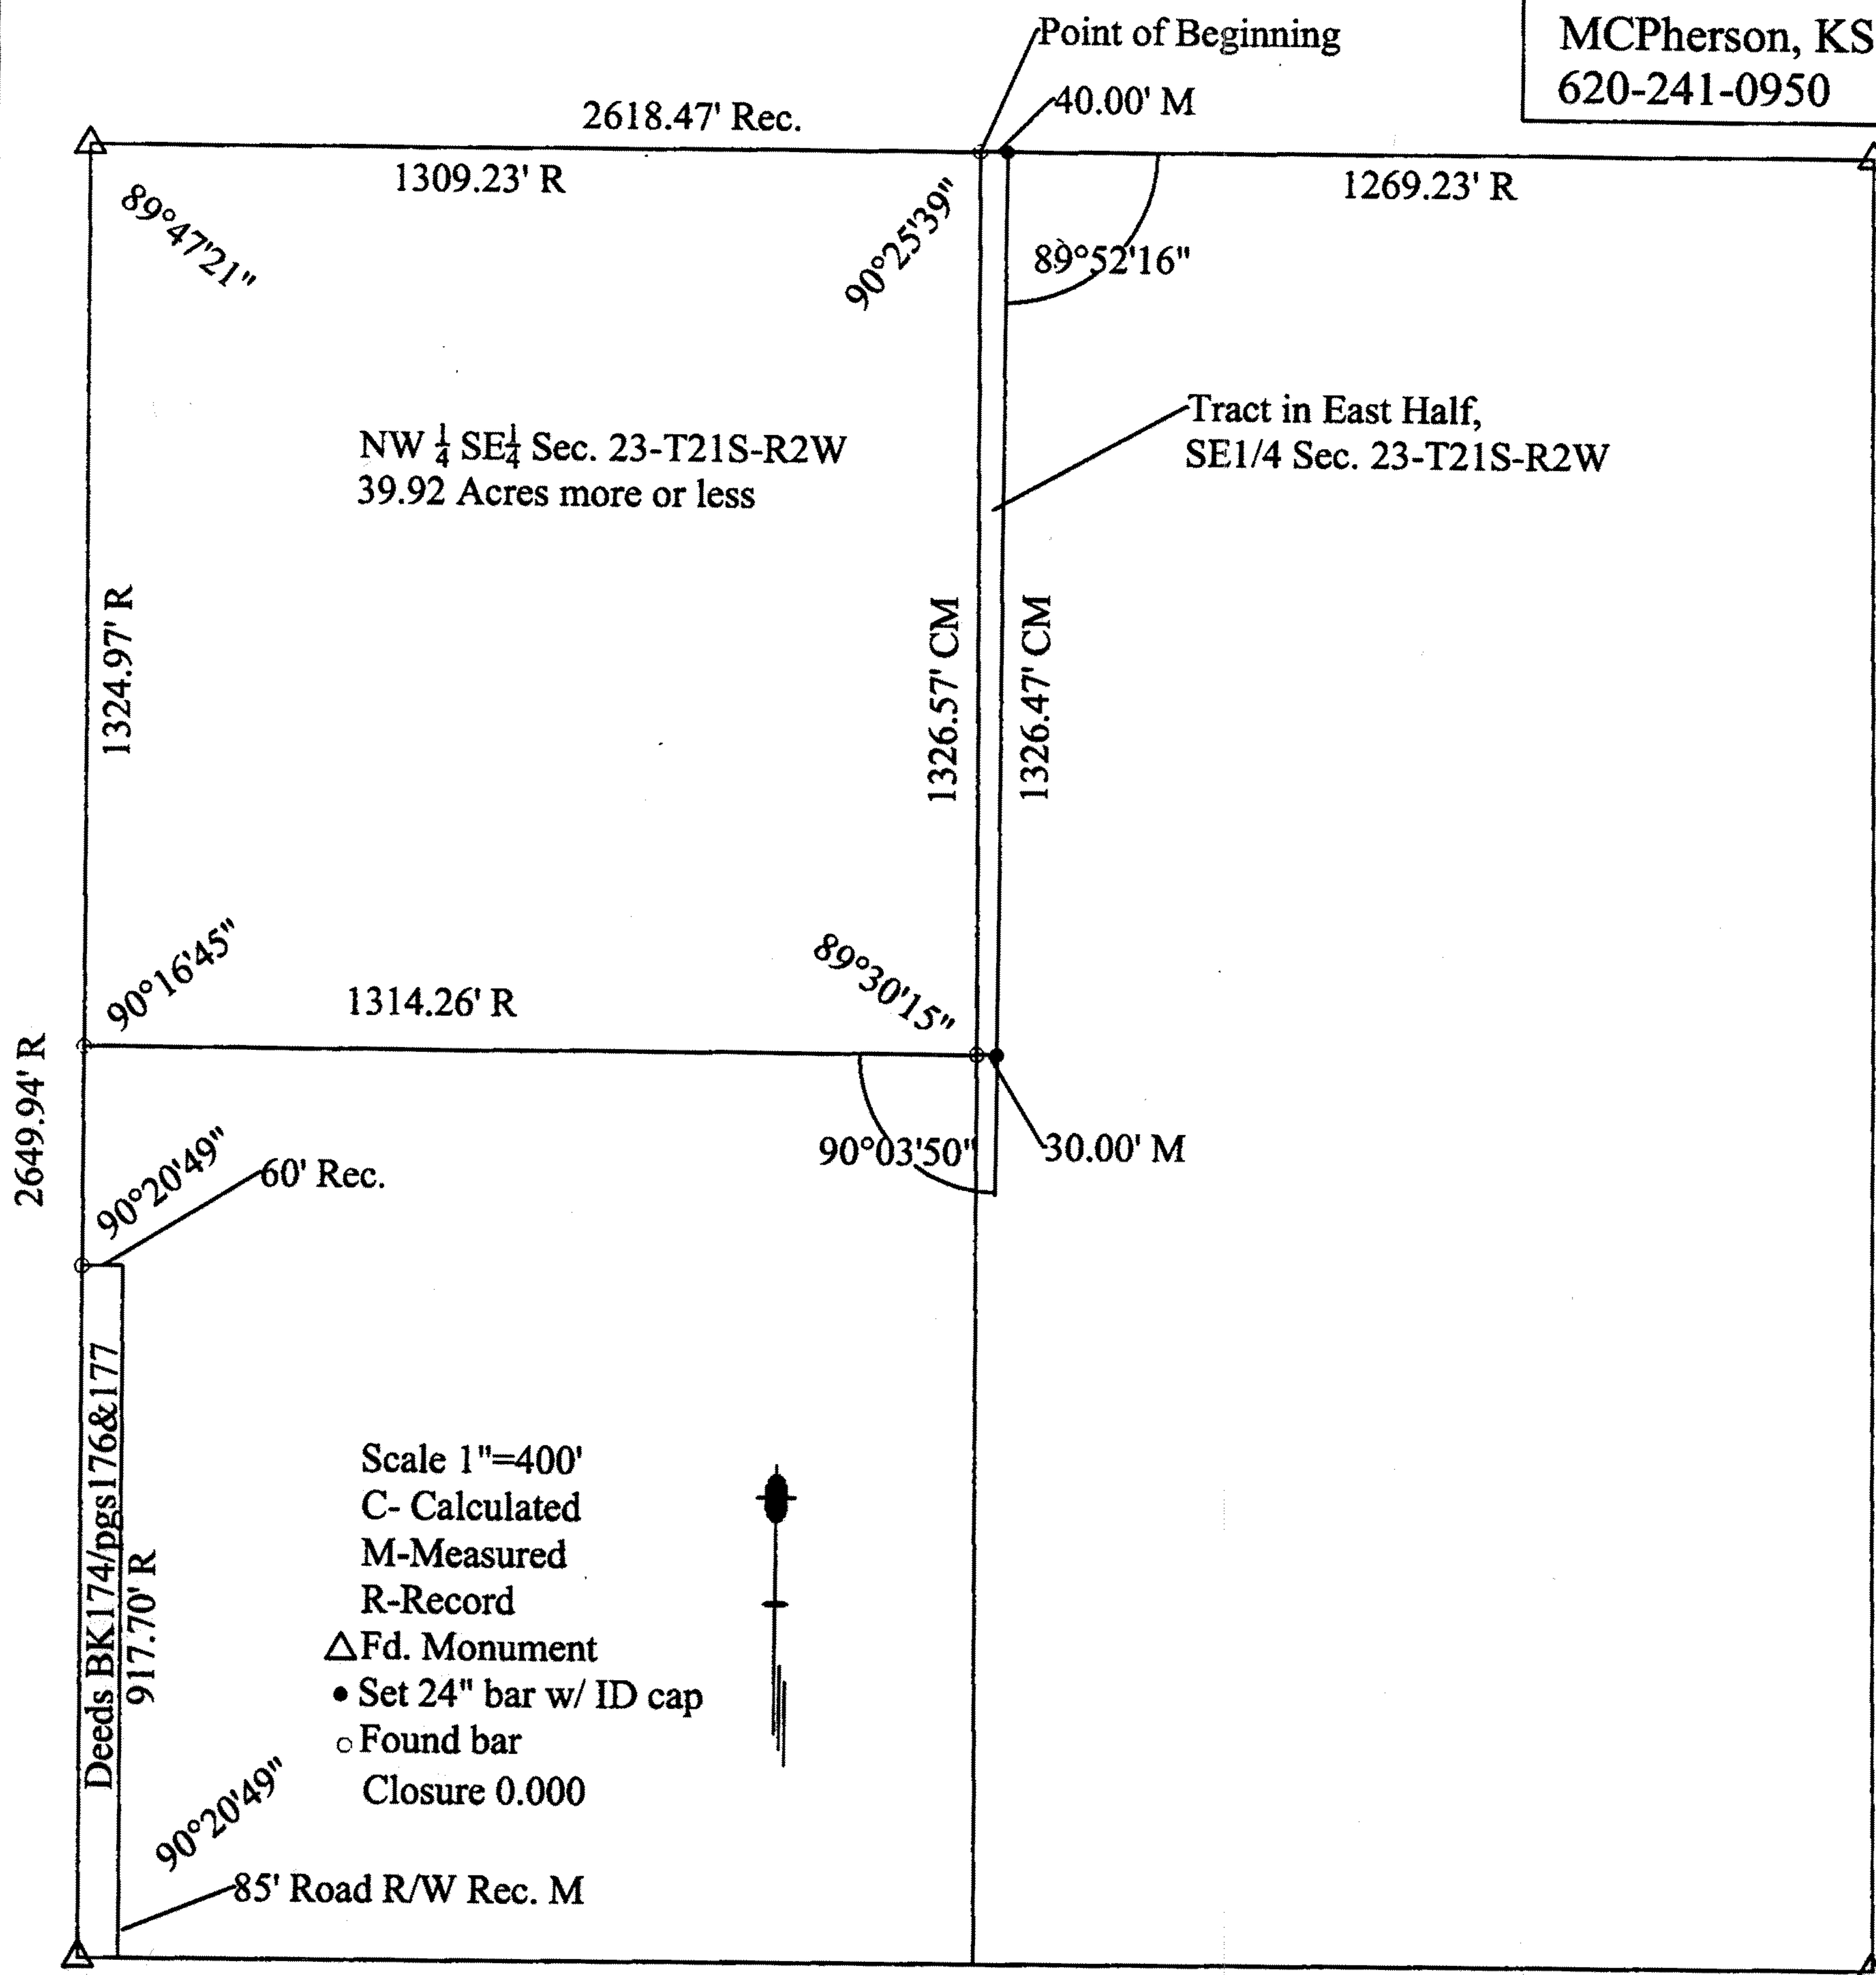 MCPherson, KS
620-241-0950
Point of Beginning
40.00' M
2618.47' Rec.
1309.23' R
1269.23' R
89°47'21"
90°25'39"
89°52'16"
Tract in East Half,
SE1/4 Sec. 23-T21S-R2W
NW 1/4 SE1/4 Sec. 23-T21S-R2W
39.92 Acres more or less
1324.97' R
1326.57' CM
1326.47' CM
90°16'45"
89°30'15"
1314.26' R
2649.94' R
90°03'50"
30.00' M
90°20'49"
60' Rec.
Deeds BK174/pgs176&177
917.70' R
Scale 1"=400'
C- Calculated
M-Measured
R-Record
Fd. Monument
Set 24" bar w/ ID cap
Found bar
Closure 0.000
90°20'49"
85' Road R/W Rec. M